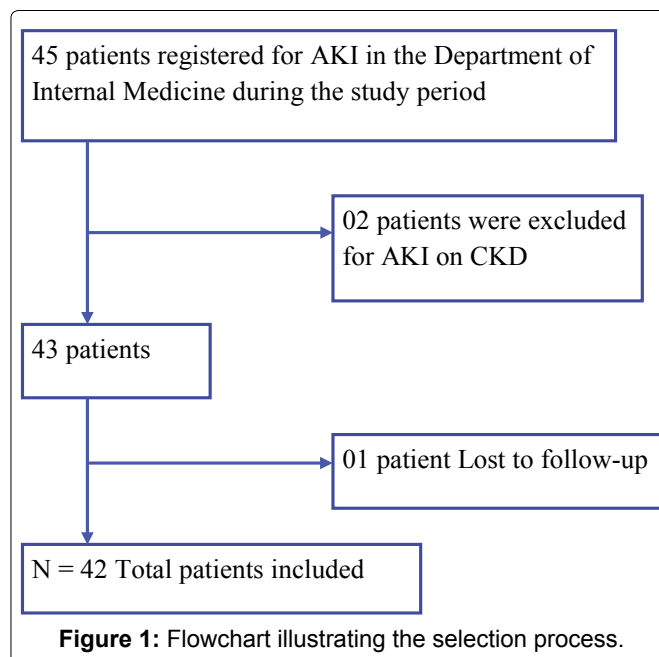 45 patients registered for AKI in the Department of
Internal Medicine during the study period
02 patients were excluded
for AKI on CKD
43 patients
01 patient Lost to follow-up
N = 42 Total patients included
Figure 1: Flowchart illustrating the selection process.